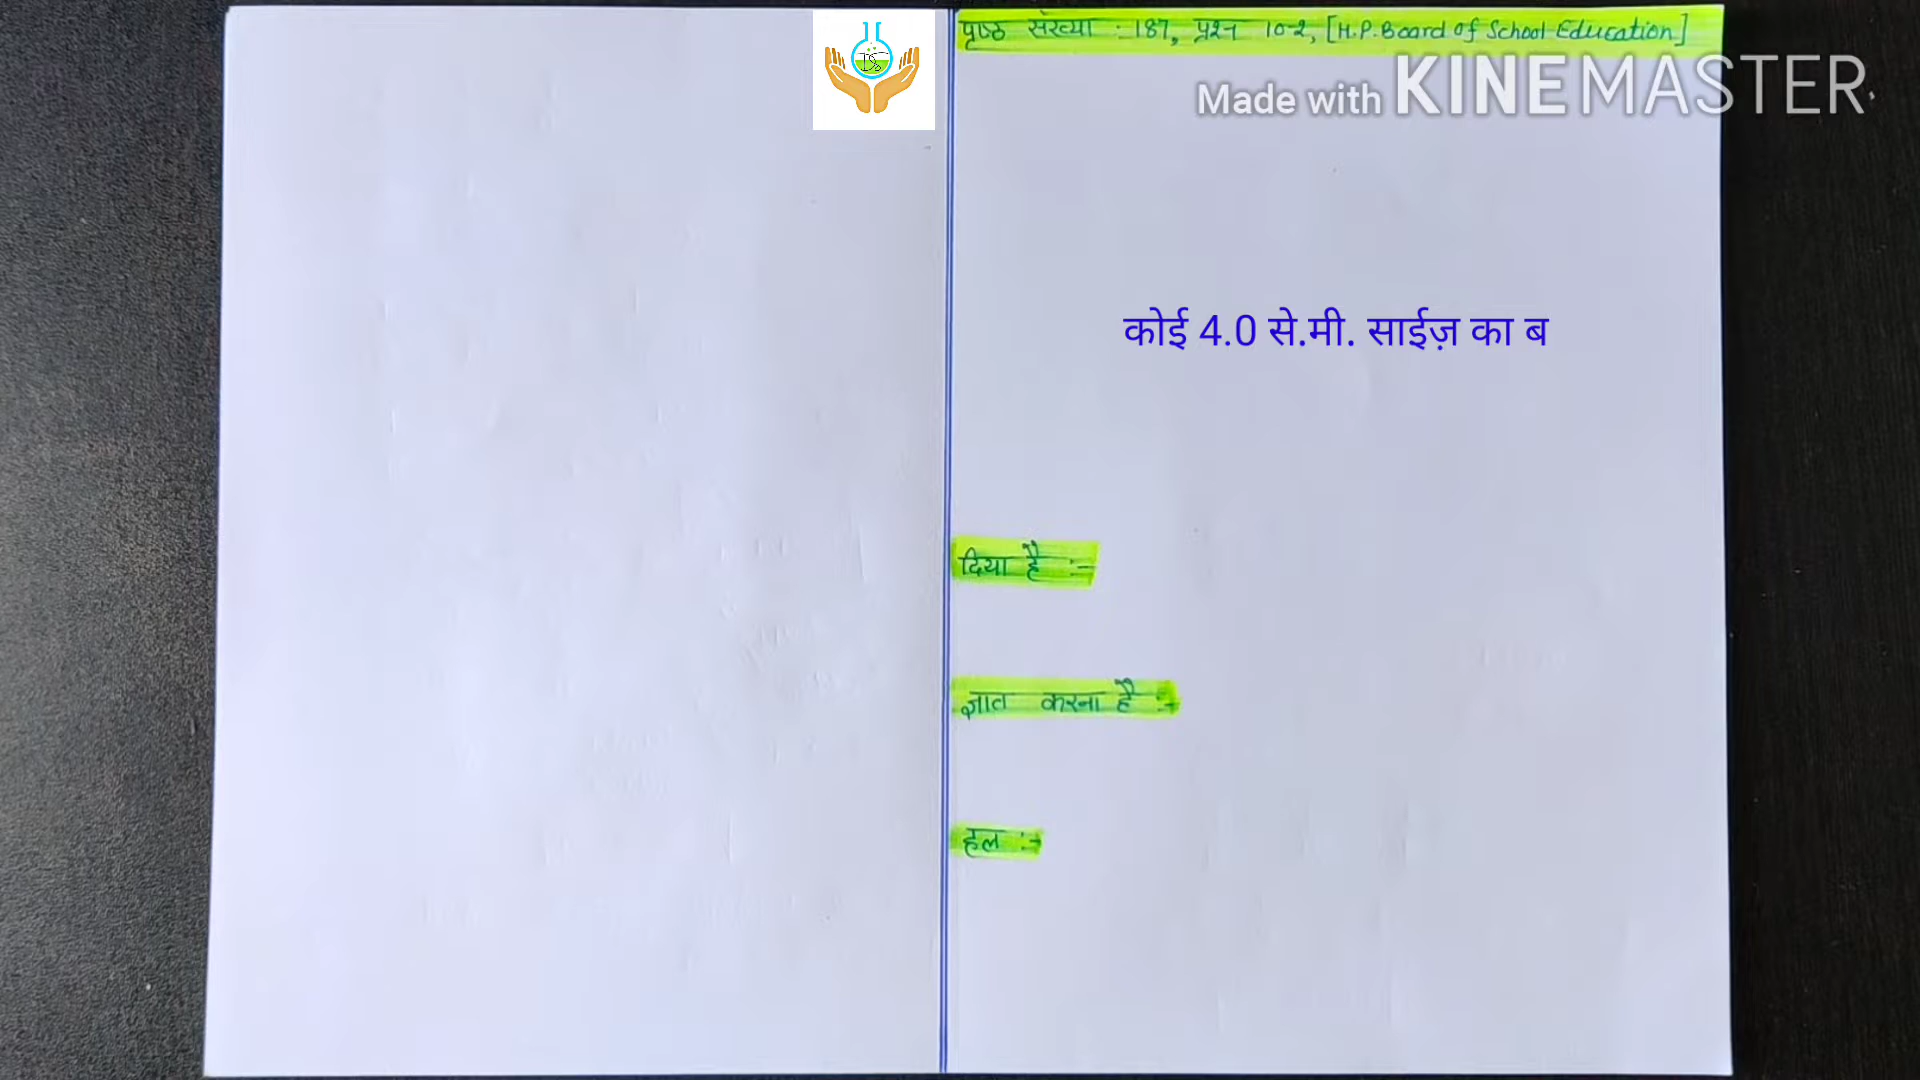 पृष्ठ संख्या :- 187, प्रश्न 10.2, [H.P. Board of School Education]
Made with KINEMASTER
कोई 4.0 से.मी. साईज़ का ब
दिया है :-
ज्ञात करना है :-
हल :-